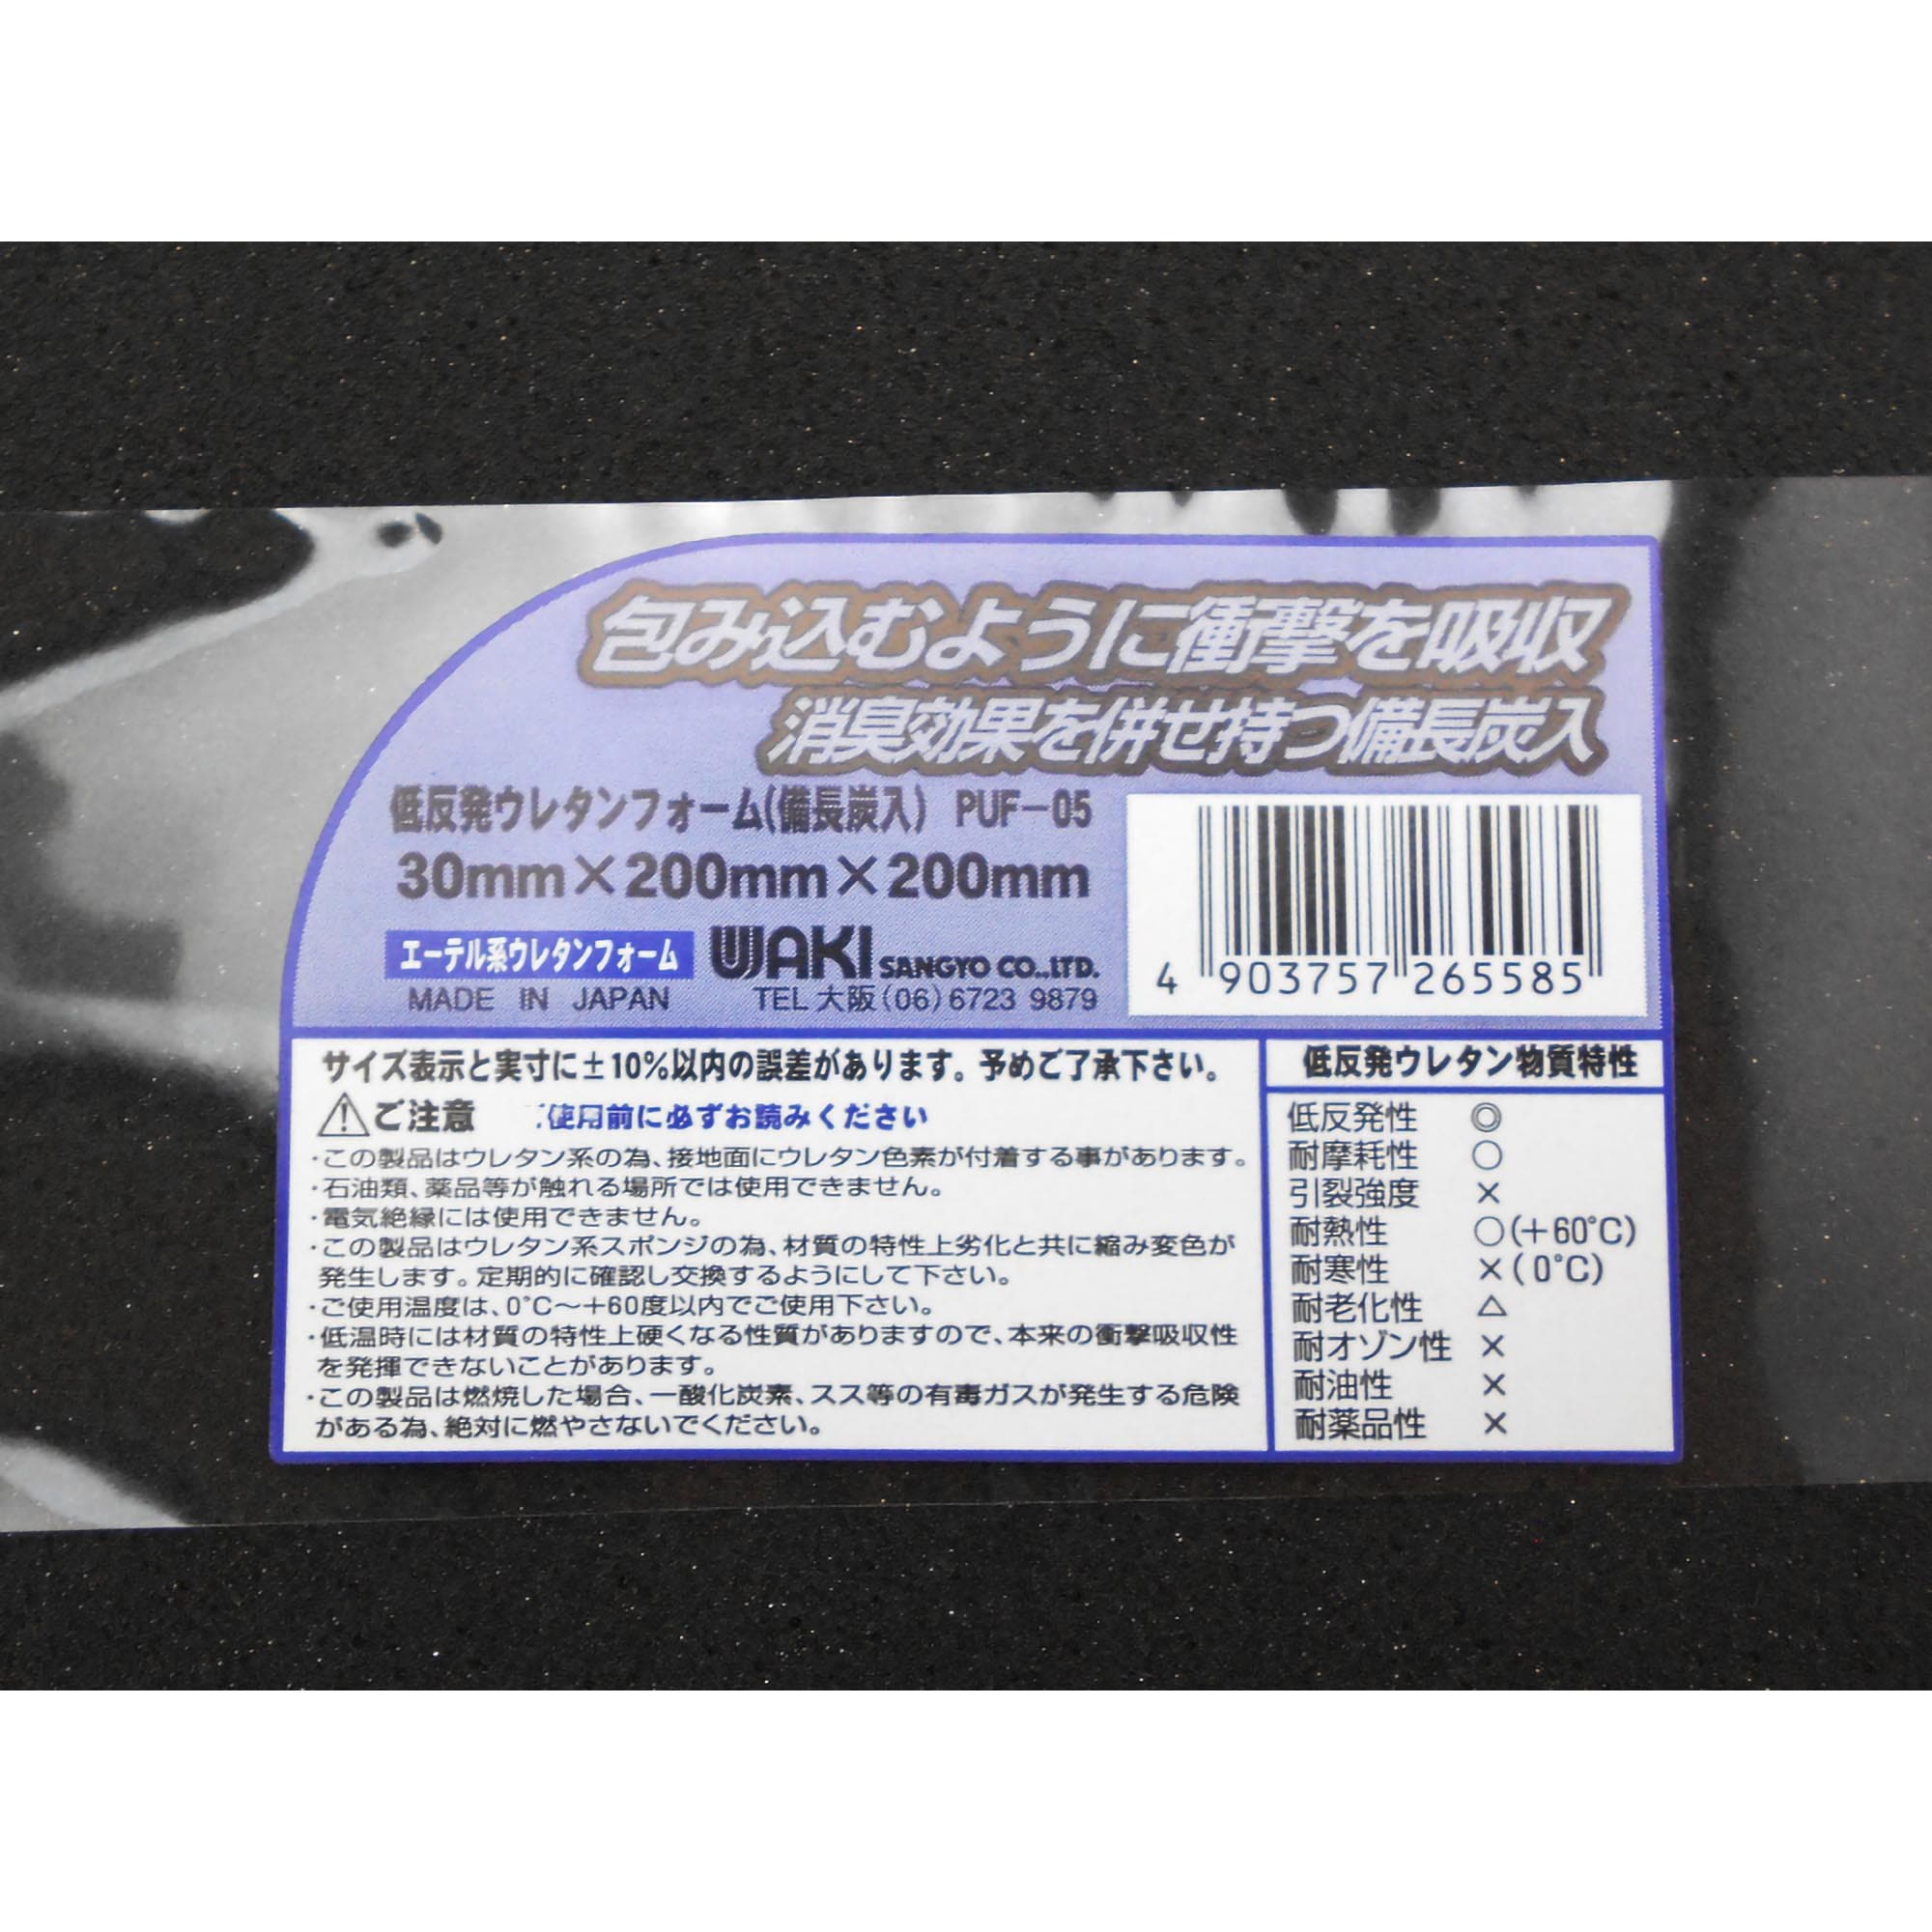 包み込むように衝撃を吸収
消臭効果を併せ持つ備長炭入
低反発ウレタンフォーム(備長炭入) PUF-05
30mm×200mm×200mm
エーテル系ウレタンフォーム
MADE IN JAPAN
WAKI SANGYO CO.,LTD.
TEL大阪(06)6723 9879
4 903757 265585
サイズ表示と実寸に±10%以内の誤差があります。予めご了承下さい。
ご注意 使用前に必ずお読みください
・この製品はウレタン系の為、接地面にウレタン色素が付着する事があります。
・石油類、薬品等が触れる場所では使用できません。
・電気絶縁には使用できません。
・この製品はウレタン系スポンジの為、材質の特性上劣化と共に縮み変色が
発生します。定期的に確認し交換するようにして下さい。
・ご使用温度は、0℃～+60度以内でご使用下さい。
・低温時には材質の特性上硬くなる性質がありますので、本来の衝撃吸収性
を発揮できないことがあります。
・この製品は燃焼した場合、一酸化炭素、スス等の有毒ガスが発生する危険
がある為、絶対に燃やさないでください。
低反発ウレタン物質特性
低反発性 ◎
耐摩耗性 ○
引裂強度 ×
耐熱性 ○(+60℃)
耐寒性 ×(0℃)
耐老化性 △
耐オゾン性 ×
耐油性 ×
耐薬品性 ×